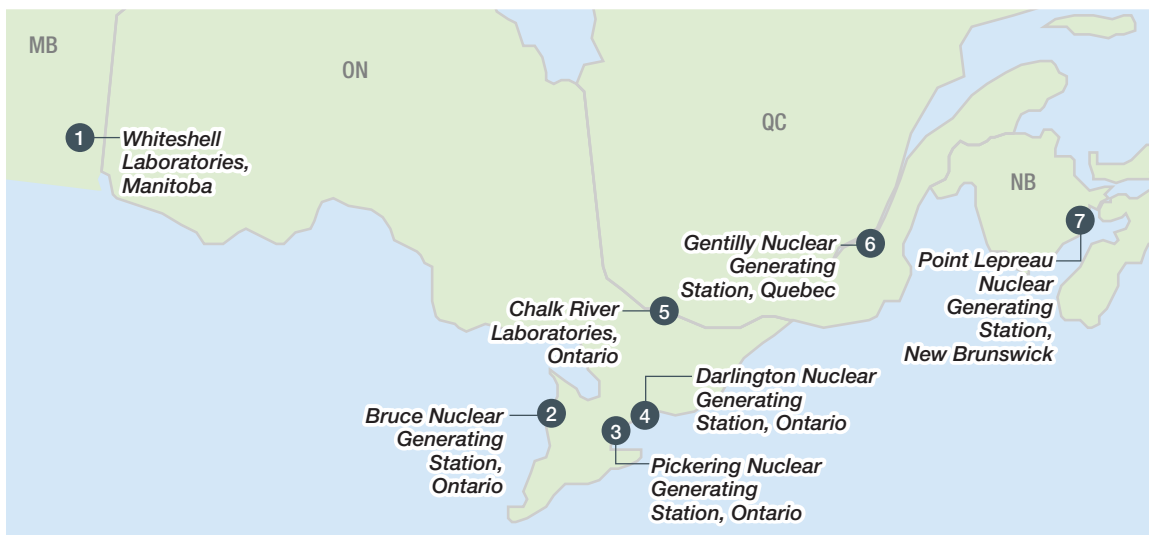 MB
ON
QC
NB
1
Whiteshell
Laboratories,
Manitoba
7
6
Gentilly Nuclear
Generating
Station, Quebec
Point Lepreau
Nuclear
Generating
Station,
New Brunswick
5
Chalk River
Laboratories,
Ontario
4
Darlington Nuclear
Generating
Station, Ontario
2
Bruce Nuclear
Generating
Station,
Ontario
3
Pickering Nuclear
Generating
Station, Ontario